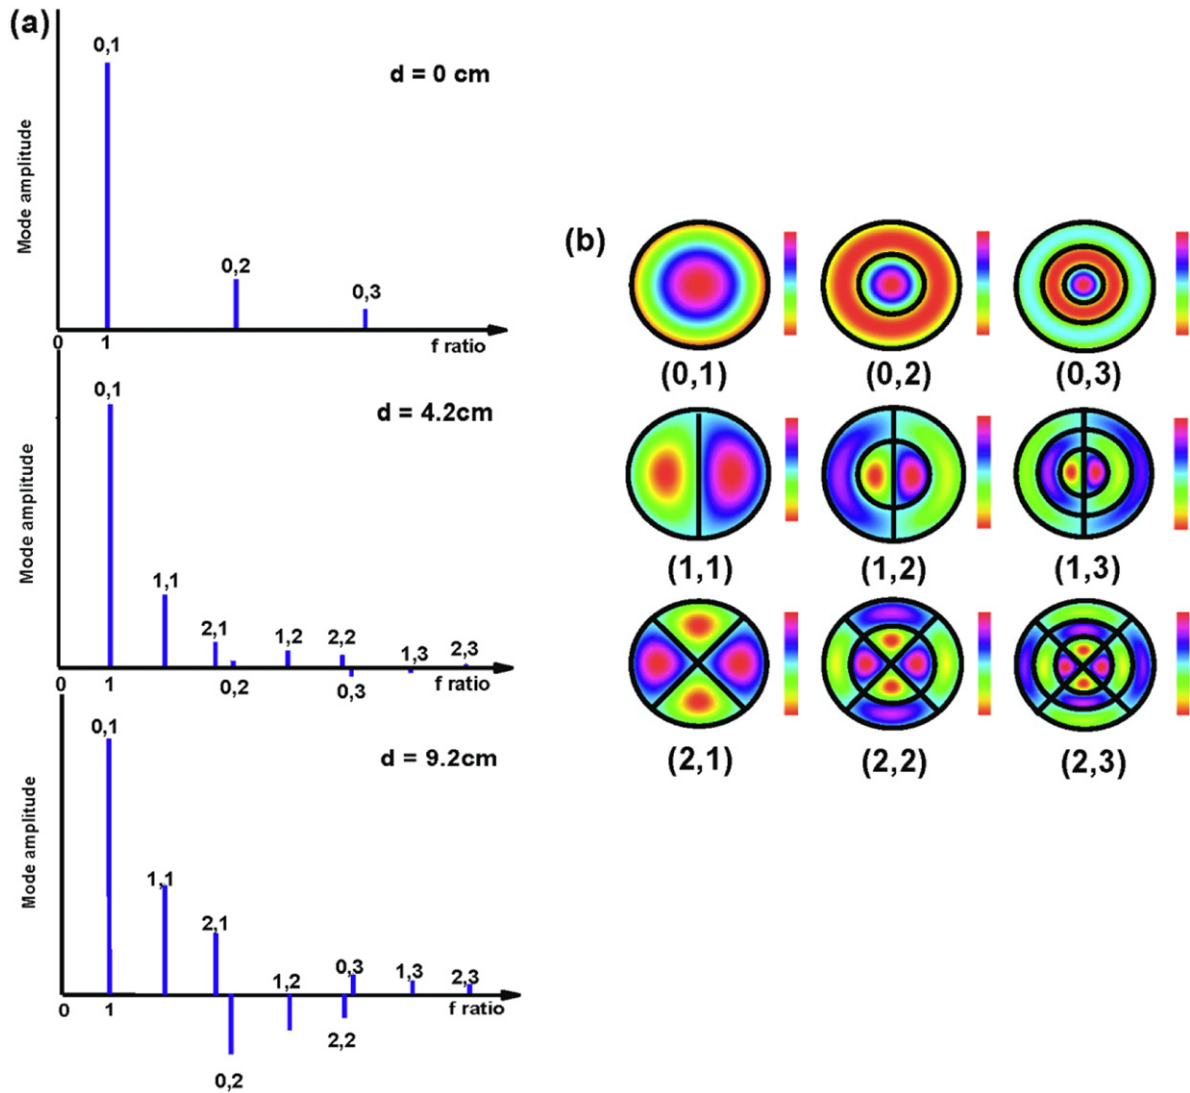 (a)
0,1
d = 0 cm
Mode amplitude
0,2
0,3
0
1
f ratio
0,1
d = 4.2cm
Mode amplitude
1,1
2,1
1,2
2,2
1,3
2,3
0
1
0,2
0,3
f ratio
0,1
d = 9.2cm
Mode amplitude
1,1
2,1
1,2
0,3
1,3
2,3
0
1
f ratio
2,2
0,2
(b)
(0,1) (0,2) (0,3)
(1,1) (1,2) (1,3)
(2,1) (2,2) (2,3)